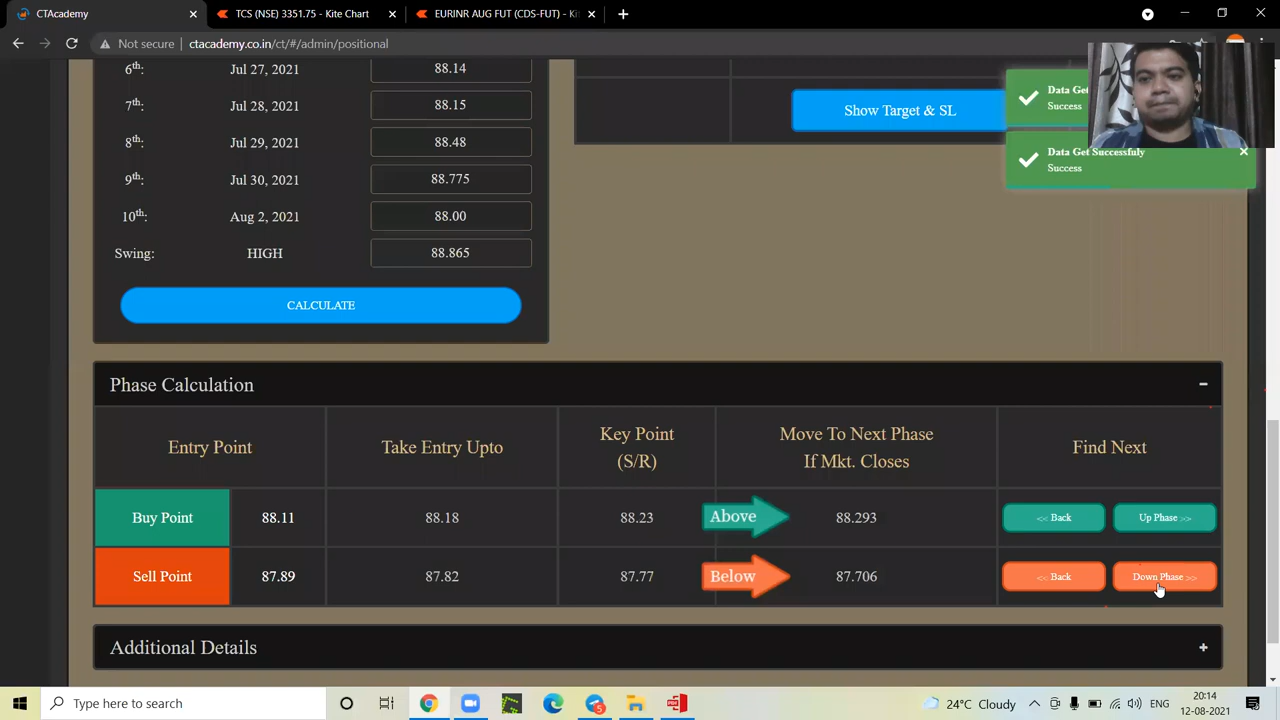 CTAcademy
TCS (NSE) 3351.75 - Kite Chart
EURINR AUG FUT (CDS-FUT) - Kit
Not secure
ctacademy.co.in/ct/#/admin/positional
6th: Jul 27, 2021 88.14
7th: Jul 28, 2021 88.15
8th: Jul 29, 2021 88.48
9th: Jul 30, 2021 88.775
10th: Aug 2, 2021 88.00
Swing: HIGH 88.865
CALCULATE
Show Target & SL
Data Get
Success
Data Get Successfuly
Success
Phase Calculation
Entry Point
Take Entry Upto
Key Point
(S/R)
Move To Next Phase
If Mkt. Closes
Find Next
Buy Point 88.11 88.18 88.23 Above 88.293 << Back Up Phase >>
Sell Point 87.89 87.82 87.77 Below 87.706 << Back Down Phase >>
Additional Details
Type here to search
5
24°C Cloudy
20:14
12-08-2021